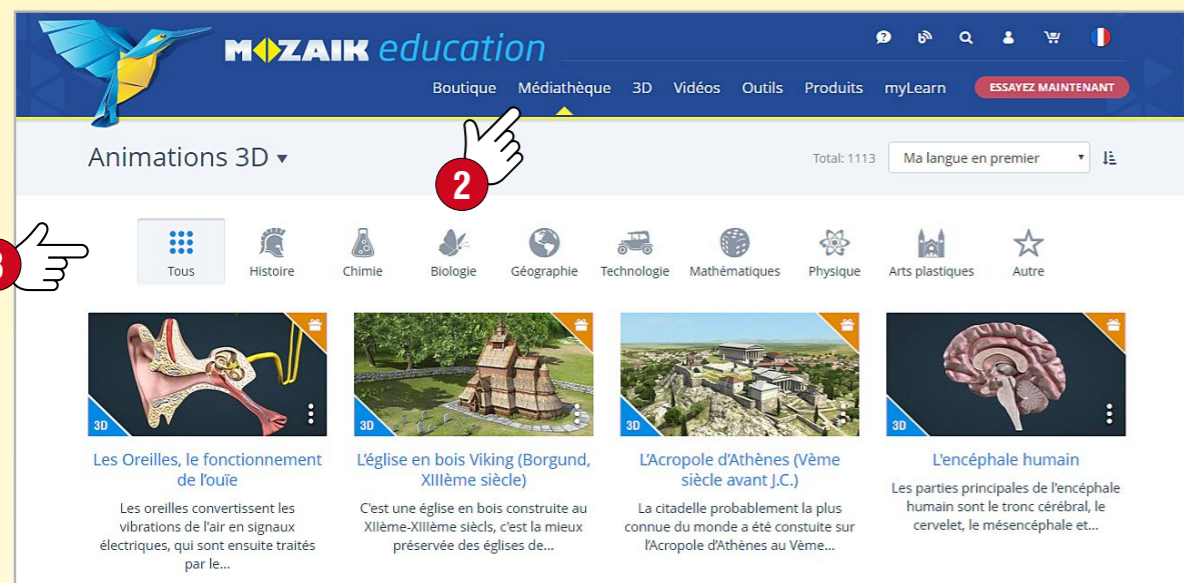 MOZAIK education
Boutique Médiathèque 3D Vidéos Outils Produits myLearn ESSAYEZ MAINTENANT
Animations 3D
Total: 1113 Ma langue en premier
2
3
Tous Histoire Chimie Biologie Géographie Technologie Mathématiques Physique Arts plastiques Autre
3D
3D
3D
3D
Les Oreilles, le fonctionnement
de l'ouïe
Les oreilles convertissent les
vibrations de l'air en signaux
électriques, qui sont ensuite traités
par le...
L'église en bois Viking (Borgund,
XIIIème siècle)
C'est une église en bois construite au
XIIème-XIIIème siècls, c'est la mieux
préservée des églises de...
L'Acropole d'Athènes (Vème
siècle avant J.C.)
La citadelle probablement la plus
connue du monde a été constuite sur
l'Acropole d'Athènes au Vème...
L'encéphale humain
Les parties principales de l'encéphale
humain sont le tronc cérébral, le
cervelet, le mésencéphale et...